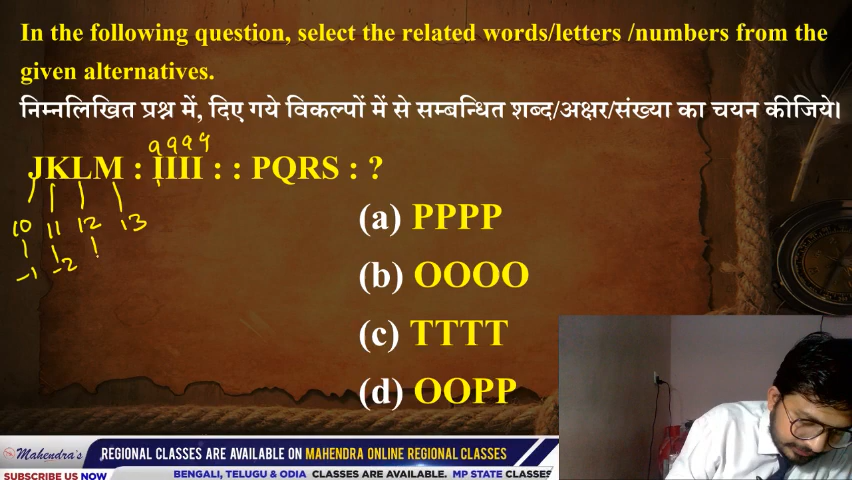 In the following question, select the related words/letters /numbers from the
given alternatives.
निम्नलिखित प्रश्न में, दिए गये विकल्पों में से सम्बन्धित शब्द/अक्षर/संख्या का चयन कीजिये।
9 9 9 9
JKLM : IIII : : PQRS : ?
10 11 12 13
-1 -2
(a) PPPP
(b) OOOO
(c) TTTT
(d) OOPP
Mahendra's
REGIONAL CLASSES ARE AVAILABLE ON MAHENDRA ONLINE REGIONAL CLASSES
SUBSCRIBE US NOW
BENGALI, TELUGU & ODIA CLASSES ARE AVAILABLE. MP STATE CLASSES